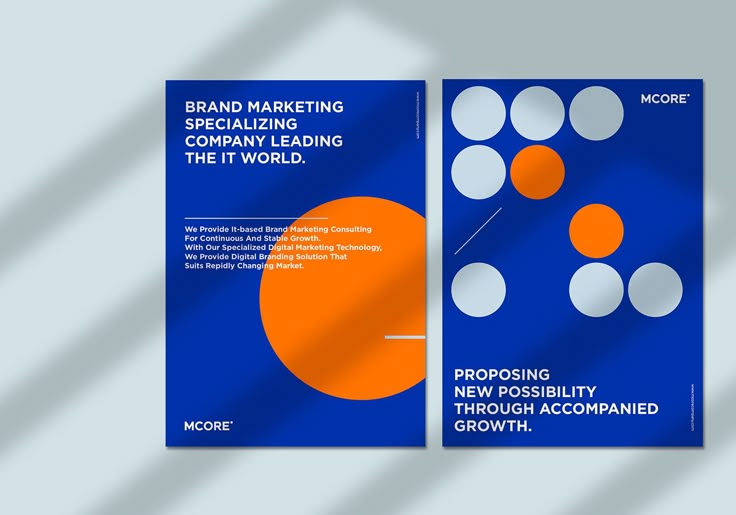 BRAND MARKETING
SPECIALIZING
COMPANY LEADING
THE IT WORLD.
We Provide It-based Brand Marketing Consulting
For Continuous And Stable Growth.
With Our Specialized Digital Marketing Technology,
We Provide Digital Branding Solution That
Suits Repidly Changing Market.
MCORE*
MCORE*
PROPOSING
NEW POSSIBILITY
THROUGH ACCOMPANIED
GROWTH.